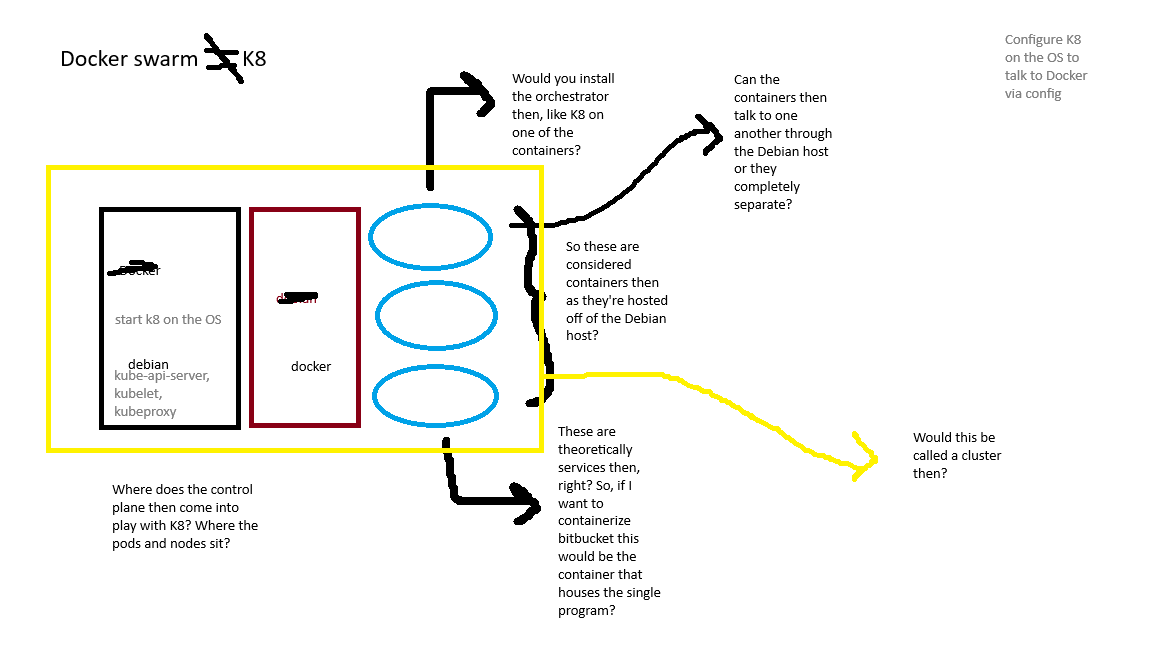 Docker swarm
K8
Configure K8
on the OS to
talk to Docker
via config
Would you install
the orchestrator
then, like K8 on
one of the
containers?
Can the
containers then
talk to one
another through
the Debian host
or they
completely
separate?
So these are
considered
containers then
as they're hosted
off of the Debian
host?
Docker
start k8 on the OS
debian
kube-api-server,
kubelet,
kubeproxy
docker
These are
theoretically
services then,
right? So, if I
want to
containerize
bitbucket this
would be the
container that
houses the single
program?
Would this be
called a cluster
then?
Where does the control
plane then come into
play with K8? Where the
pods and nodes sit?